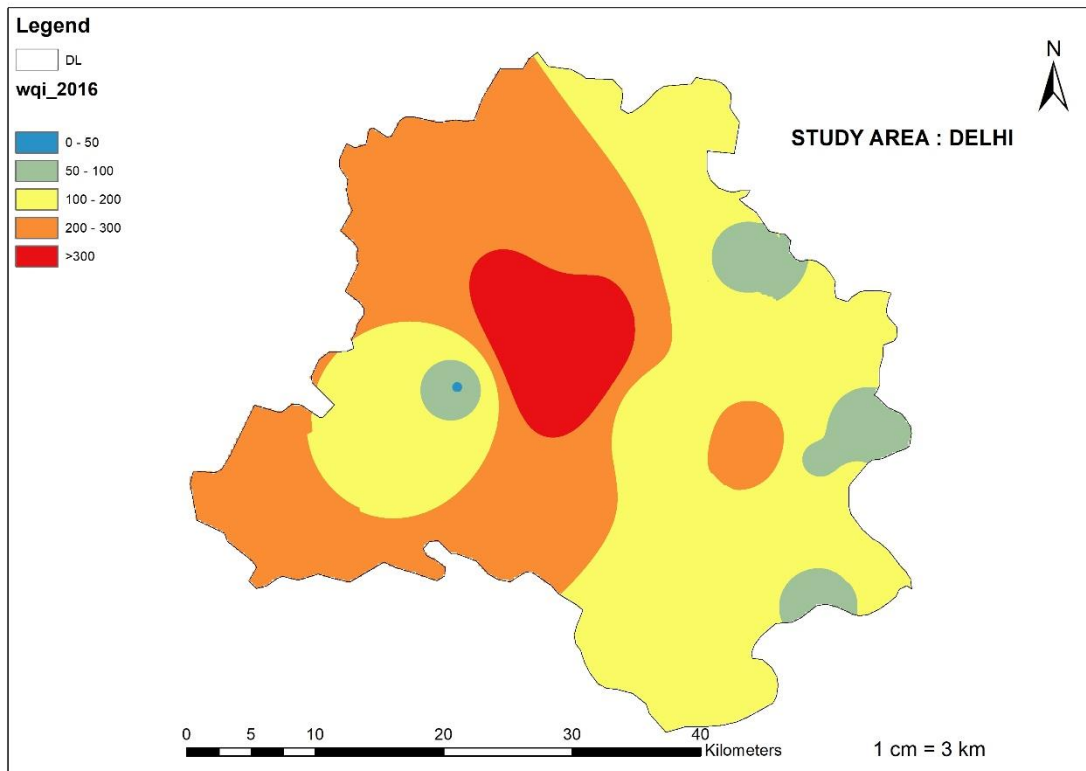 Legend
DL
wqi_2016
0 - 50
50 - 100
100 - 200
200 - 300
>300
N
STUDY AREA : DELHI
0 5 10 20 30 40
Kilometers
1 cm = 3 km